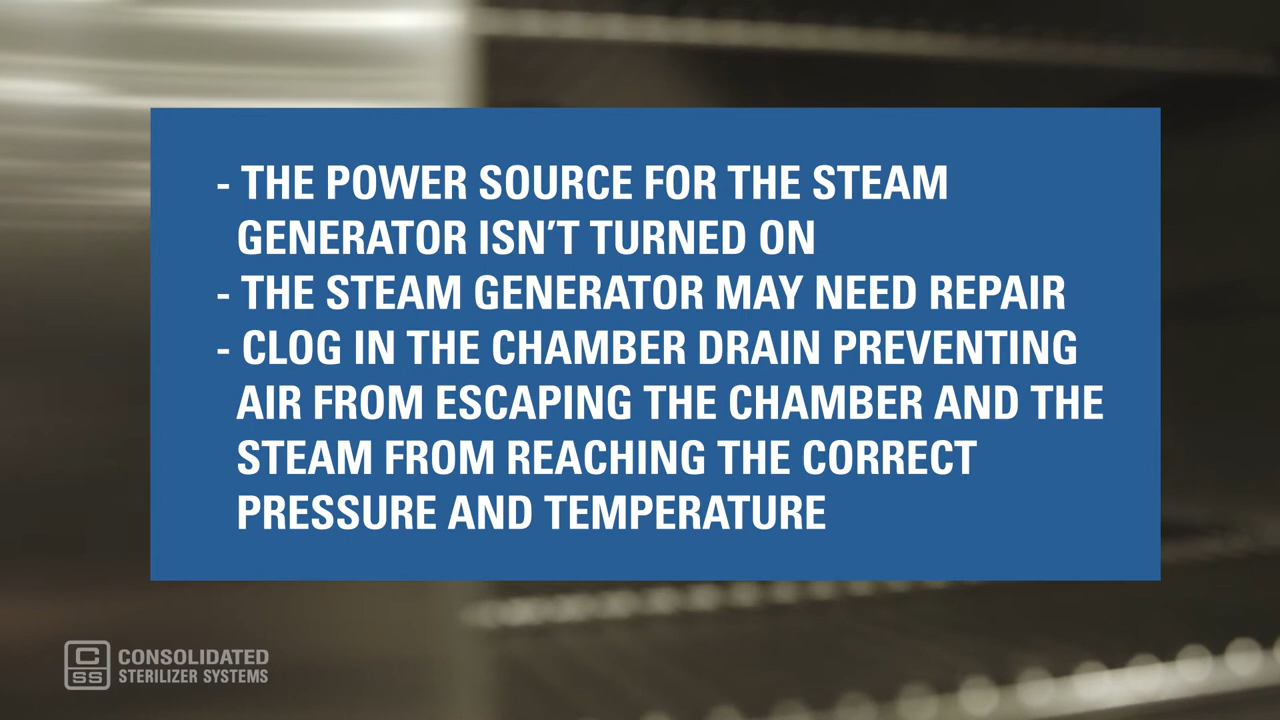 - THE POWER SOURCE FOR THE STEAM
GENERATOR ISN’T TURNED ON
- THE STEAM GENERATOR MAY NEED REPAIR
- CLOG IN THE CHAMBER DRAIN PREVENTING
AIR FROM ESCAPING THE CHAMBER AND THE
STEAM FROM REACHING THE CORRECT
PRESSURE AND TEMPERATURE
C
SS
CONSOLIDATED
STERILIZER SYSTEMS